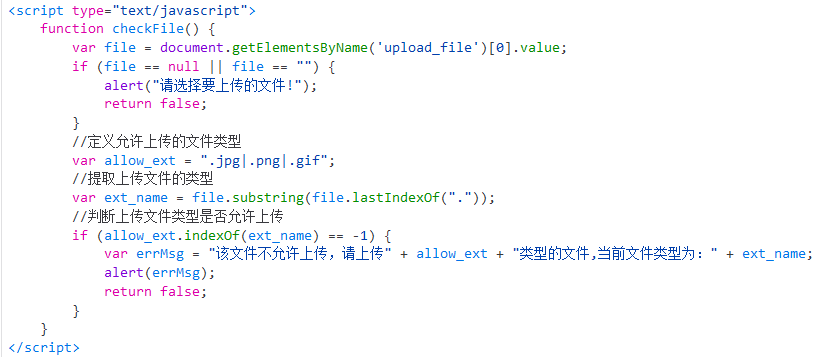 <script type="text/javascript">
    function checkFile() {
        var file = document.getElementsByName('upload_file')[0].value;
        if (file == null || file == "") {
            alert("请选择要上传的文件!");
            return false;
        }
        //定义允许上传的文件类型
        var allow_ext = ".jpg|.png|.gif";
        //提取上传文件的类型
        var ext_name = file.substring(file.lastIndexOf("."));
        //判断上传文件类型是否允许上传
        if (allow_ext.indexOf(ext_name) == -1) {
            var errMsg = "该文件不允许上传，请上传" + allow_ext + "类型的文件,当前文件类型为：" + ext_name;
            alert(errMsg);
            return false;
        }
    }
</script>